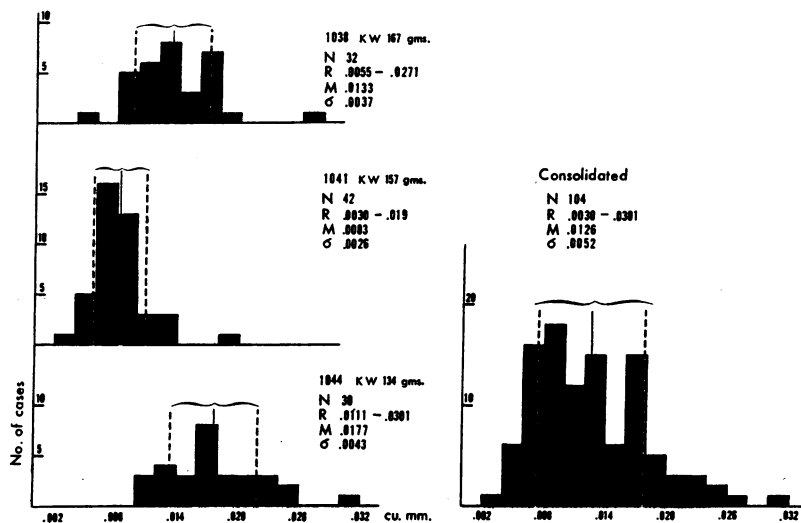 10
5
1038 KW 167 gms.
N 32
R .0055 – .0271
M .0133
σ .0037
15
10
5
1041 KW 157 gms.
N 42
R .0030 – .019
M .0083
σ .0026
10
5
No. of cases
1044 KW 134 gms.
N 30
R .0111 – .0301
M .0177
σ .0043
.002 .008 .014 .020 .026 .032 cu. mm.
Consolidated
N 104
R .0030 – .0301
M .0126
σ .0052
20
10
.002 .008 .014 .020 .026 .032